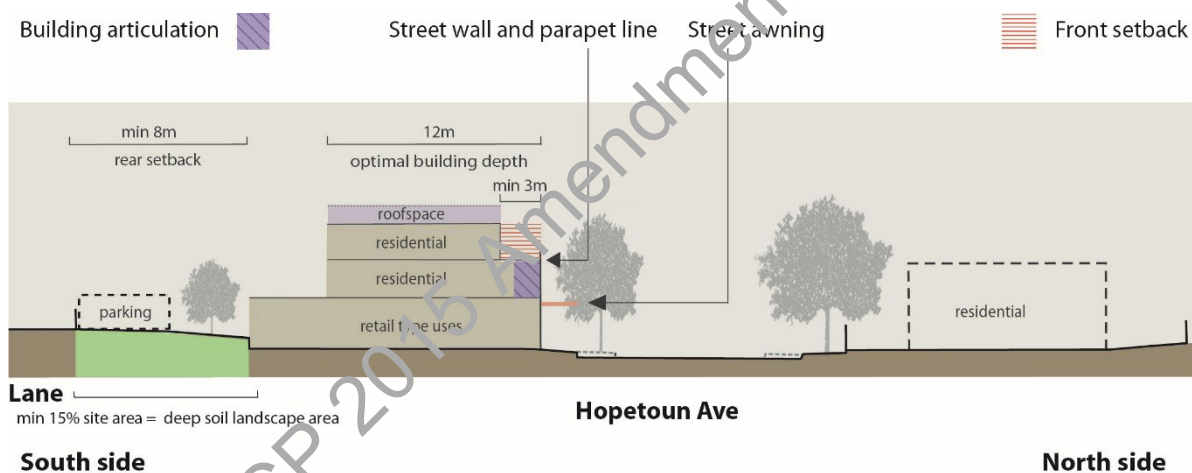 Building articulation
Street wall and parapet line
Street awning
Front setback
min 8m
rear setback
12m
optimal building depth
min 3m
roofspace
residential
residential
parking
retail type uses
residential
Lane
min 15% site area = deep soil landscape area
Hopetoun Ave
South side
North side
2015 Amendmen